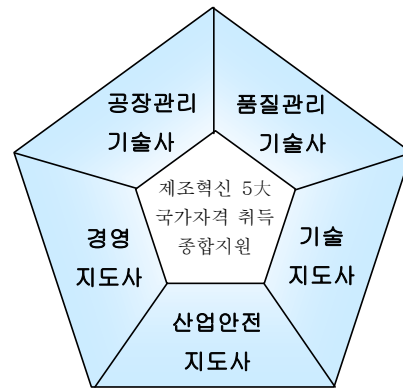 공장관리
기술사
품질관리
기술사
제조혁신 5大
국가자격 취득
종합지원
경영
지도사
기술
지도사
산업안전
지도사